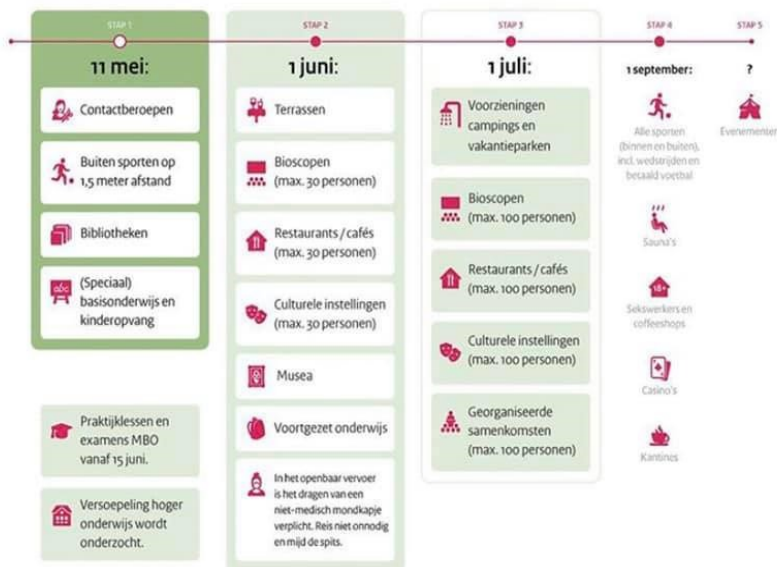 STAP 1
11 mei:
Contactberoepen
Buiten sporten op
1,5 meter afstand
Bibliotheken
abc
(Speciaal)
basisonderwijs en
kinderopvang
Praktijklessen en
examens MBO
vanaf 15 juni.
Versoepeling hoger
onderwijs wordt
onderzocht.
STAP 2
1 juni:
Terrassen
Bioscopen
(max. 30 personen)
Restaurants / cafés
(max. 30 personen)
Culturele instellingen
(max. 30 personen)
Musea
Voortgezet onderwijs
In het openbaar vervoer
is het dragen van een
niet-medisch mondkapje
verplicht. Reis niet onnodig
en mijd de spits.
STAP 3
1 juli:
Voorzieningen
campings en
vakantieparken
Bioscopen
(max. 100 personen)
Restaurants / cafés
(max. 100 personen)
Culturele instellingen
(max. 100 personen)
Georganiseerde
samenkomsten
(max. 100 personen)
STAP 4
1 september:
Alle sporten
(binnen en buiten),
incl. wedstrijden en
betaald voetbal
Sauna's
18+
Sekswerkers en
coffeeshops
Casino's
Kantines
STAP 5
?
Evenementen